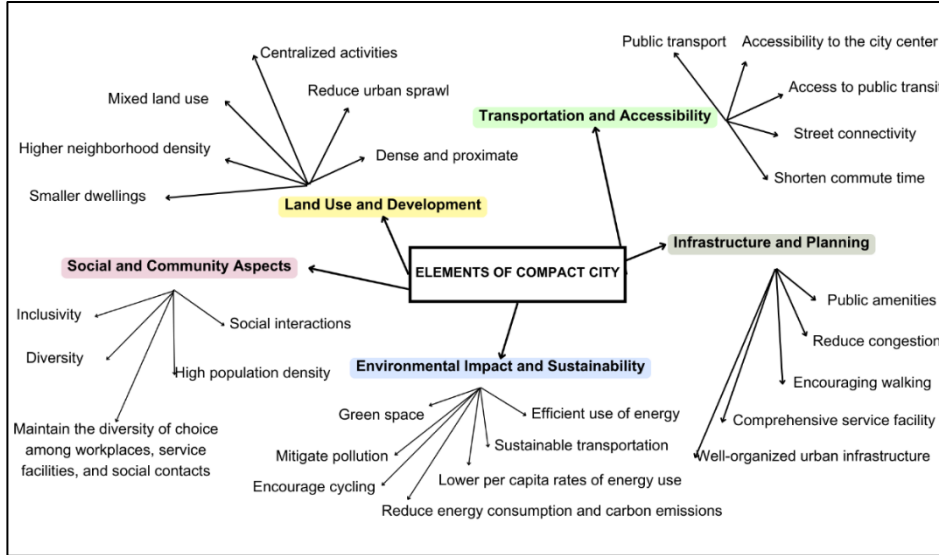 ELEMENTS OF COMPACT CITY
Land Use and Development
Centralized activities
Mixed land use
Reduce urban sprawl
Higher neighborhood density
Dense and proximate
Smaller dwellings
Transportation and Accessibility
Public transport
Accessibility to the city center
Access to public transit
Street connectivity
Shorten commute time
Social and Community Aspects
Inclusivity
Social interactions
Diversity
High population density
Maintain the diversity of choice
among workplaces, service
facilities, and social contacts
Environmental Impact and Sustainability
Green space
Efficient use of energy
Mitigate pollution
Sustainable transportation
Encourage cycling
Lower per capita rates of energy use
Reduce energy consumption and carbon emissions
Infrastructure and Planning
Public amenities
Reduce congestion
Encouraging walking
Comprehensive service facility
Well-organized urban infrastructure